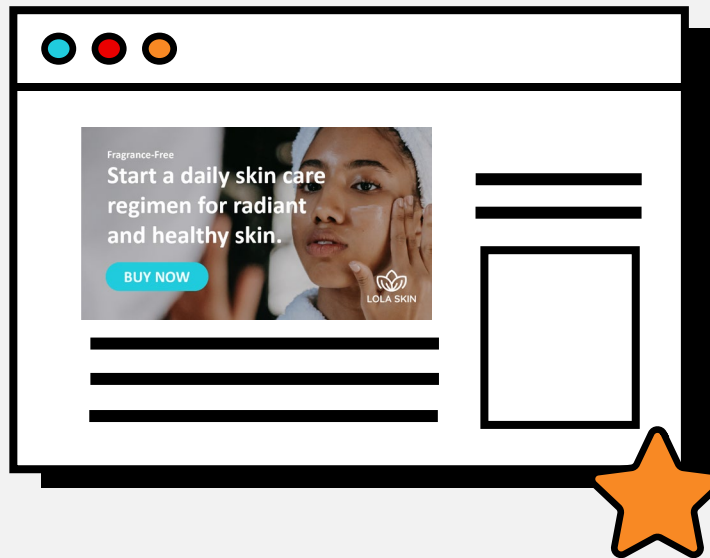 Fragrance-Free
Start a daily skin care
regimen for radiant
and healthy skin.
BUY NOW
LOLA SKIN